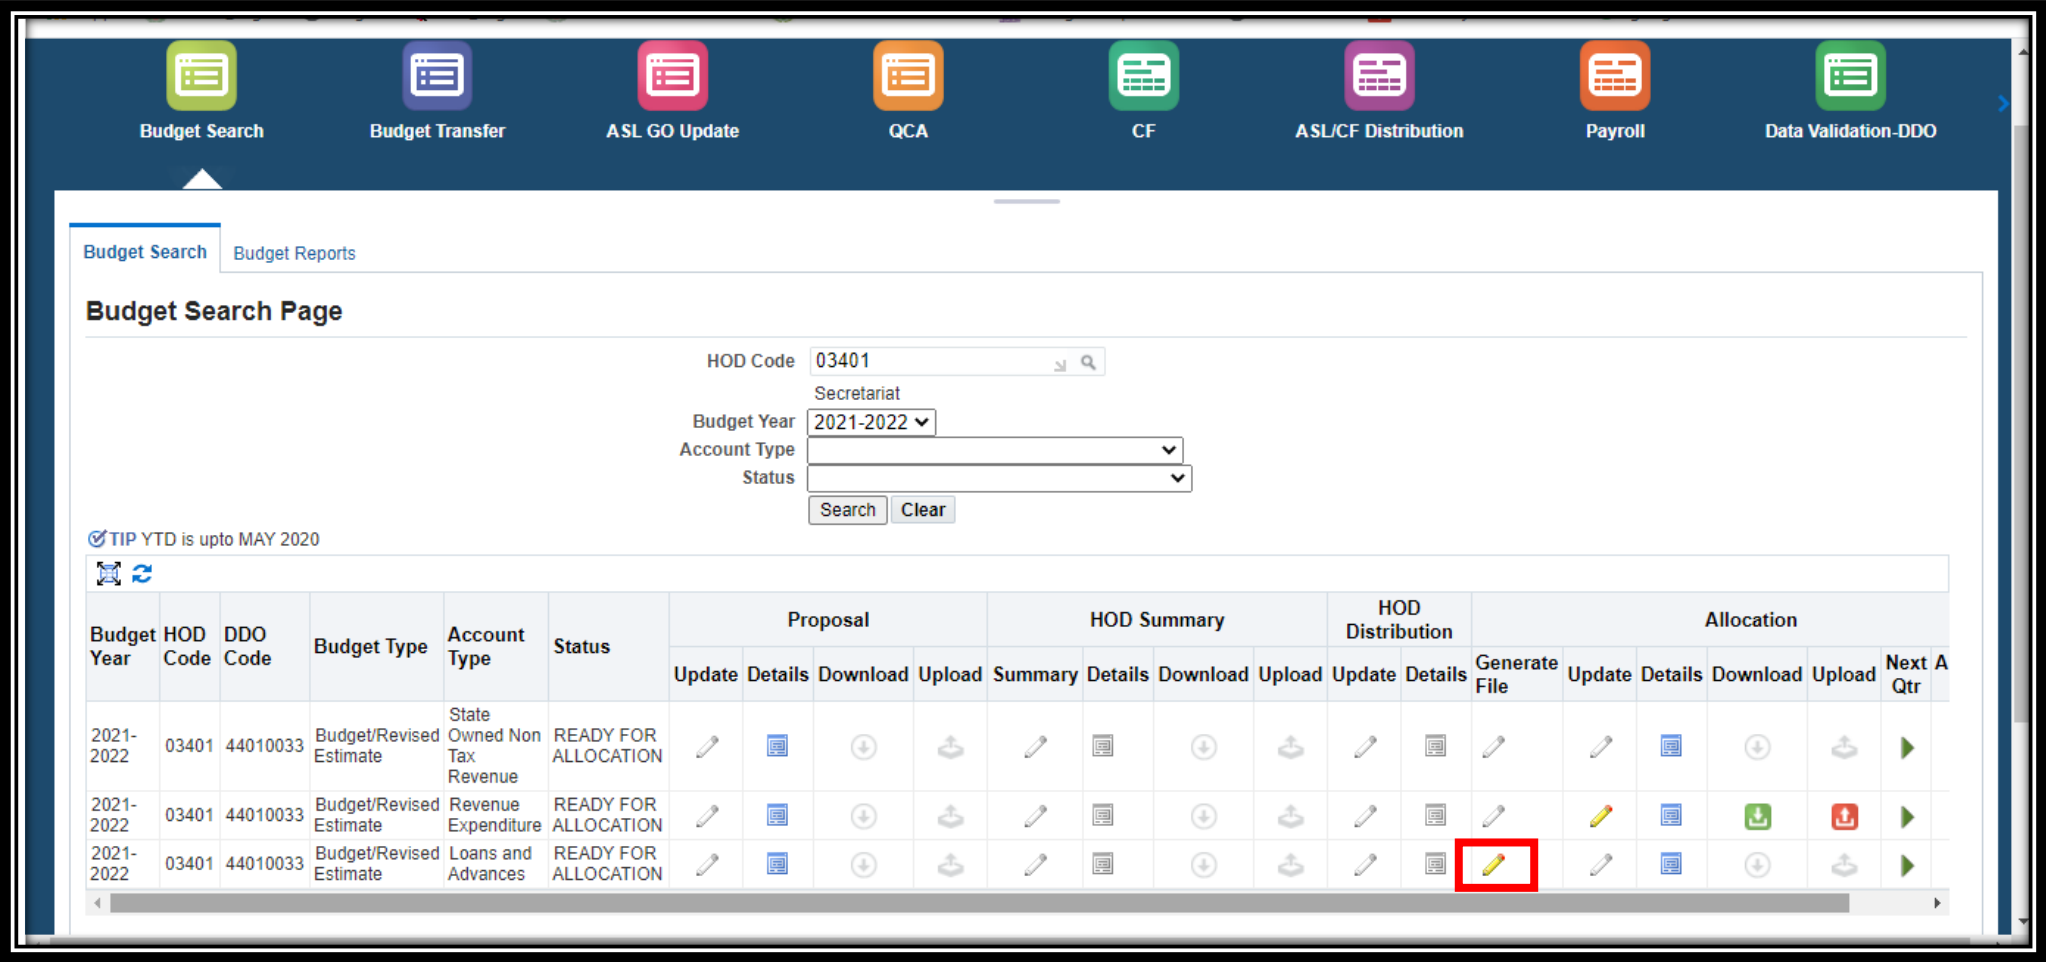 Budget Search
Budget Transfer
ASL GO Update
QCA
CF
ASL/CF Distribution
Payroll
Data Validation-DDO
Budget Search
Budget Reports
Budget Search Page
HOD Code 03401
Secretariat
Budget Year 2021-2022
Account Type
Status
Search Clear
TIP YTD is upto MAY 2020
Budget Year
HOD Code
DDO Code
Budget Type
Account Type
Status
Proposal
HOD Summary
HOD Distribution
Allocation
Update Details Download Upload Summary Details Download Upload Update Details Generate File Update Details Download Upload Next Qtr A
2021-2022 03401 44010033 Budget/Revised Estimate State Owned Non Tax Revenue READY FOR ALLOCATION
2021-2022 03401 44010033 Budget/Revised Estimate Revenue Expenditure READY FOR ALLOCATION
2021-2022 03401 44010033 Budget/Revised Estimate Loans and Advances READY FOR ALLOCATION